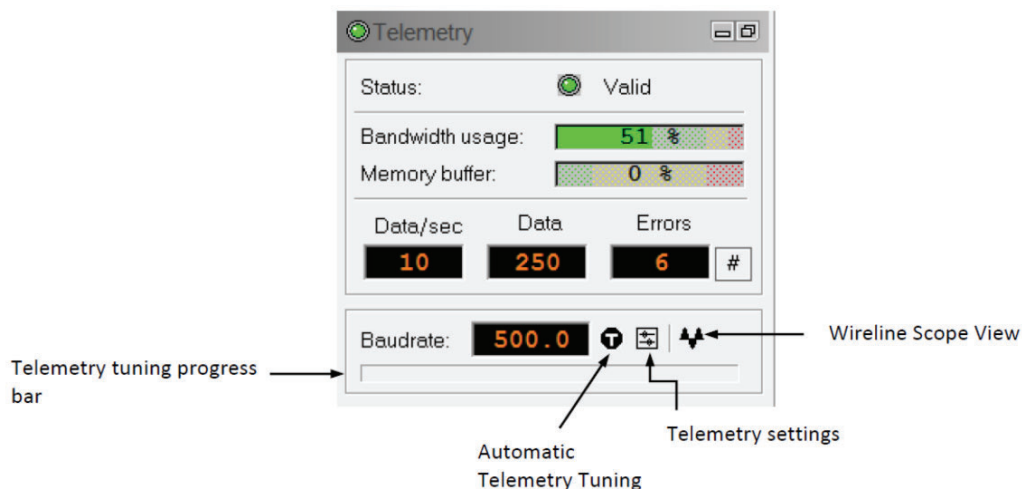 Telemetry
Status: Valid
Bandwidth usage: 51 %
Memory buffer: 0 %
Data/sec Data Errors
10 250 6 #
Baudrate: 500.0 T
Wireline Scope View
Telemetry tuning progress
bar
Telemetry settings
Automatic
Telemetry Tuning